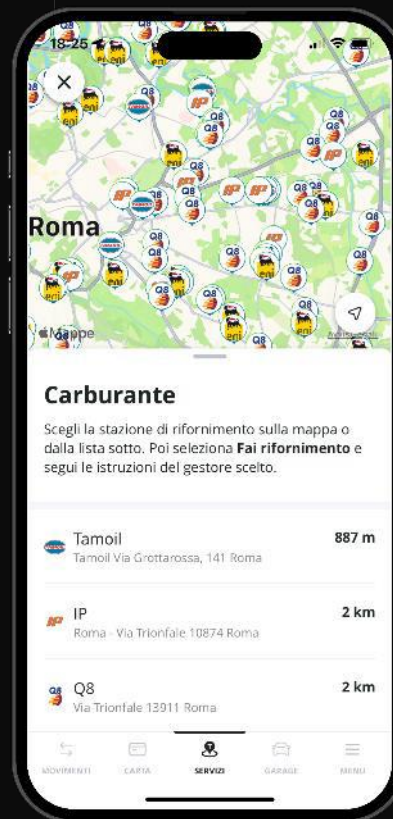 18:25
Roma
Mappe
Carburante
Scegli la stazione di rifornimento sulla mappa o
dalla lista sotto. Poi seleziona Fai rifornimento e
segui le istruzioni del gestore scelto.
Tamoil
887 m
Tamoil Via Grottarossa, 141 Roma
IP
2 km
Roma - Via Trionfale 10874 Roma
Q8
2 km
Via Trionfale 13911 Roma
MOVIMENTI CARTA SERVIZI GARAGE MENU